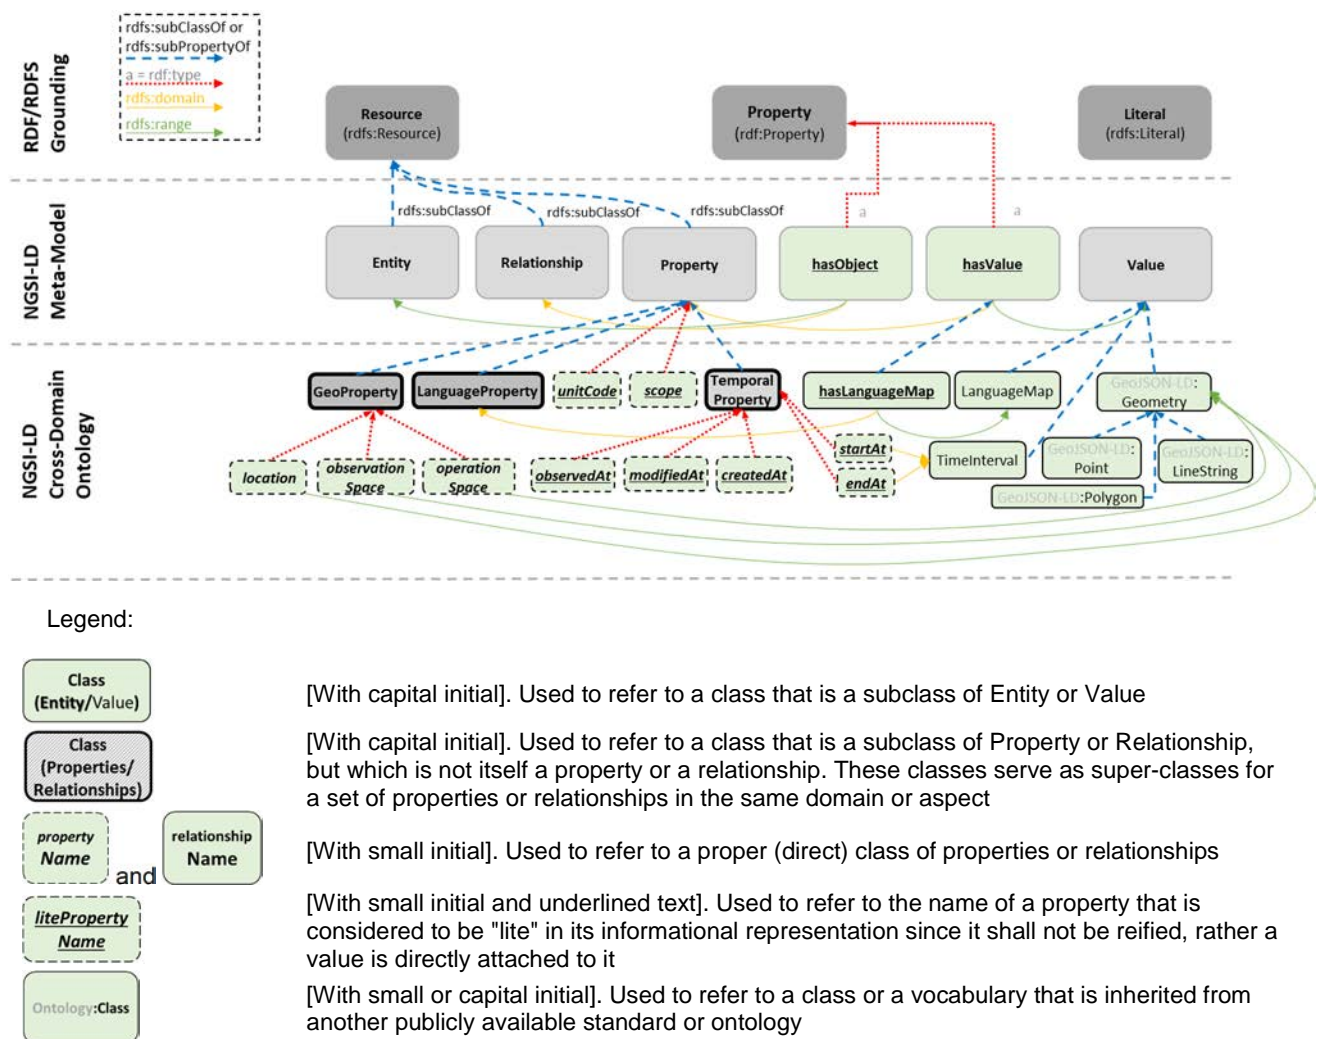 rdfs:subClassOf or
rdfs:subPropertyOf
a = rdf:type
rdfs:domain
rdfs:range
RDF/RDFS
Grounding
Resource
(rdfs:Resource)
Property
(rdf:Property)
Literal
(rdfs:Literal)
NGSI-LD
Meta-Model
rdfs:subClassOf
rdfs:subClassOf
rdfs:subClassOf
a
a
Entity
Relationship
Property
hasObject
hasValue
Value
NGSI-LD
Cross-Domain
Ontology
GeoProperty
LanguageProperty
unitCode
scope
Temporal
Property
hasLanguageMap
LanguageMap
GeoJSON-LD:
Geometry
location
observation
Space
operation
Space
observedAt
modifiedAt
createdAt
startAt
endAt
TimeInterval
GeoJSON-LD:
Point
GeoJSON-LD:
LineString
GeoJSON-LD:Polygon
Legend:
Class
(Entity/Value)
[With capital initial]. Used to refer to a class that is a subclass of Entity or Value
Class
(Properties/
Relationships)
[With capital initial]. Used to refer to a class that is a subclass of Property or Relationship,
but which is not itself a property or a relationship. These classes serve as super-classes for
a set of properties or relationships in the same domain or aspect
property
Name
and
relationship
Name
[With small initial]. Used to refer to a proper (direct) class of properties or relationships
liteProperty
Name
[With small initial and underlined text]. Used to refer to the name of a property that is
considered to be "lite" in its informational representation since it shall not be reified, rather a
value is directly attached to it
Ontology:Class
[With small or capital initial]. Used to refer to a class or a vocabulary that is inherited from
another publicly available standard or ontology